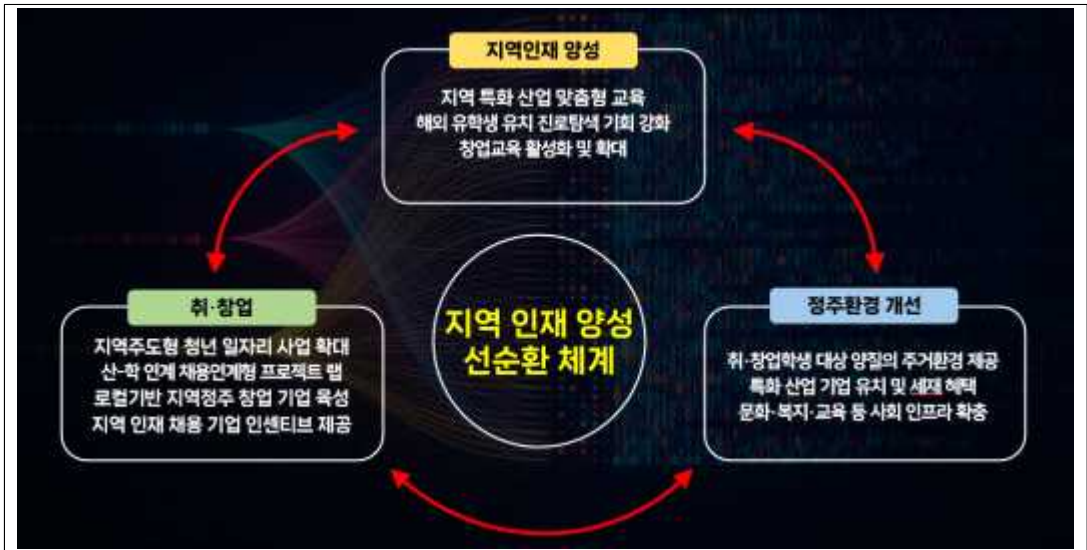 지역인재 양성
지역 특화 산업 맞춤형 교육
해외 유학생 유치 진로탐색 기회 강화
창업교육 활성화 및 확대
취·창업
지역주도형 청년 일자리 사업 확대
산-학 연계 채용연계형 프로젝트 랩
로컬기반 지역정주 창업 기업 육성
지역 인재 채용 기업 인센티브 제공
지역 인재 양성
선순환 체계
정주환경 개선
취·창업학생 대상 양질의 주거환경 제공
특화 산업 기업 유치 및 세재 혜택
문화·복지·교육 등 사회 인프라 확충